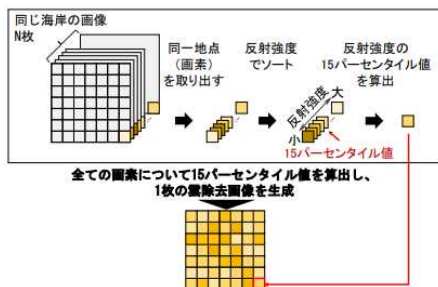 同じ海岸の画像
N枚
同一地点
(画素)
を取り出す
反射強度
でソート
反射強度の
15パーセンタイル値
を算出
反射強度
大
小
15パーセンタイル値
全ての画素について15パーセンタイル値を算出し、
1枚の雲除去画像を生成